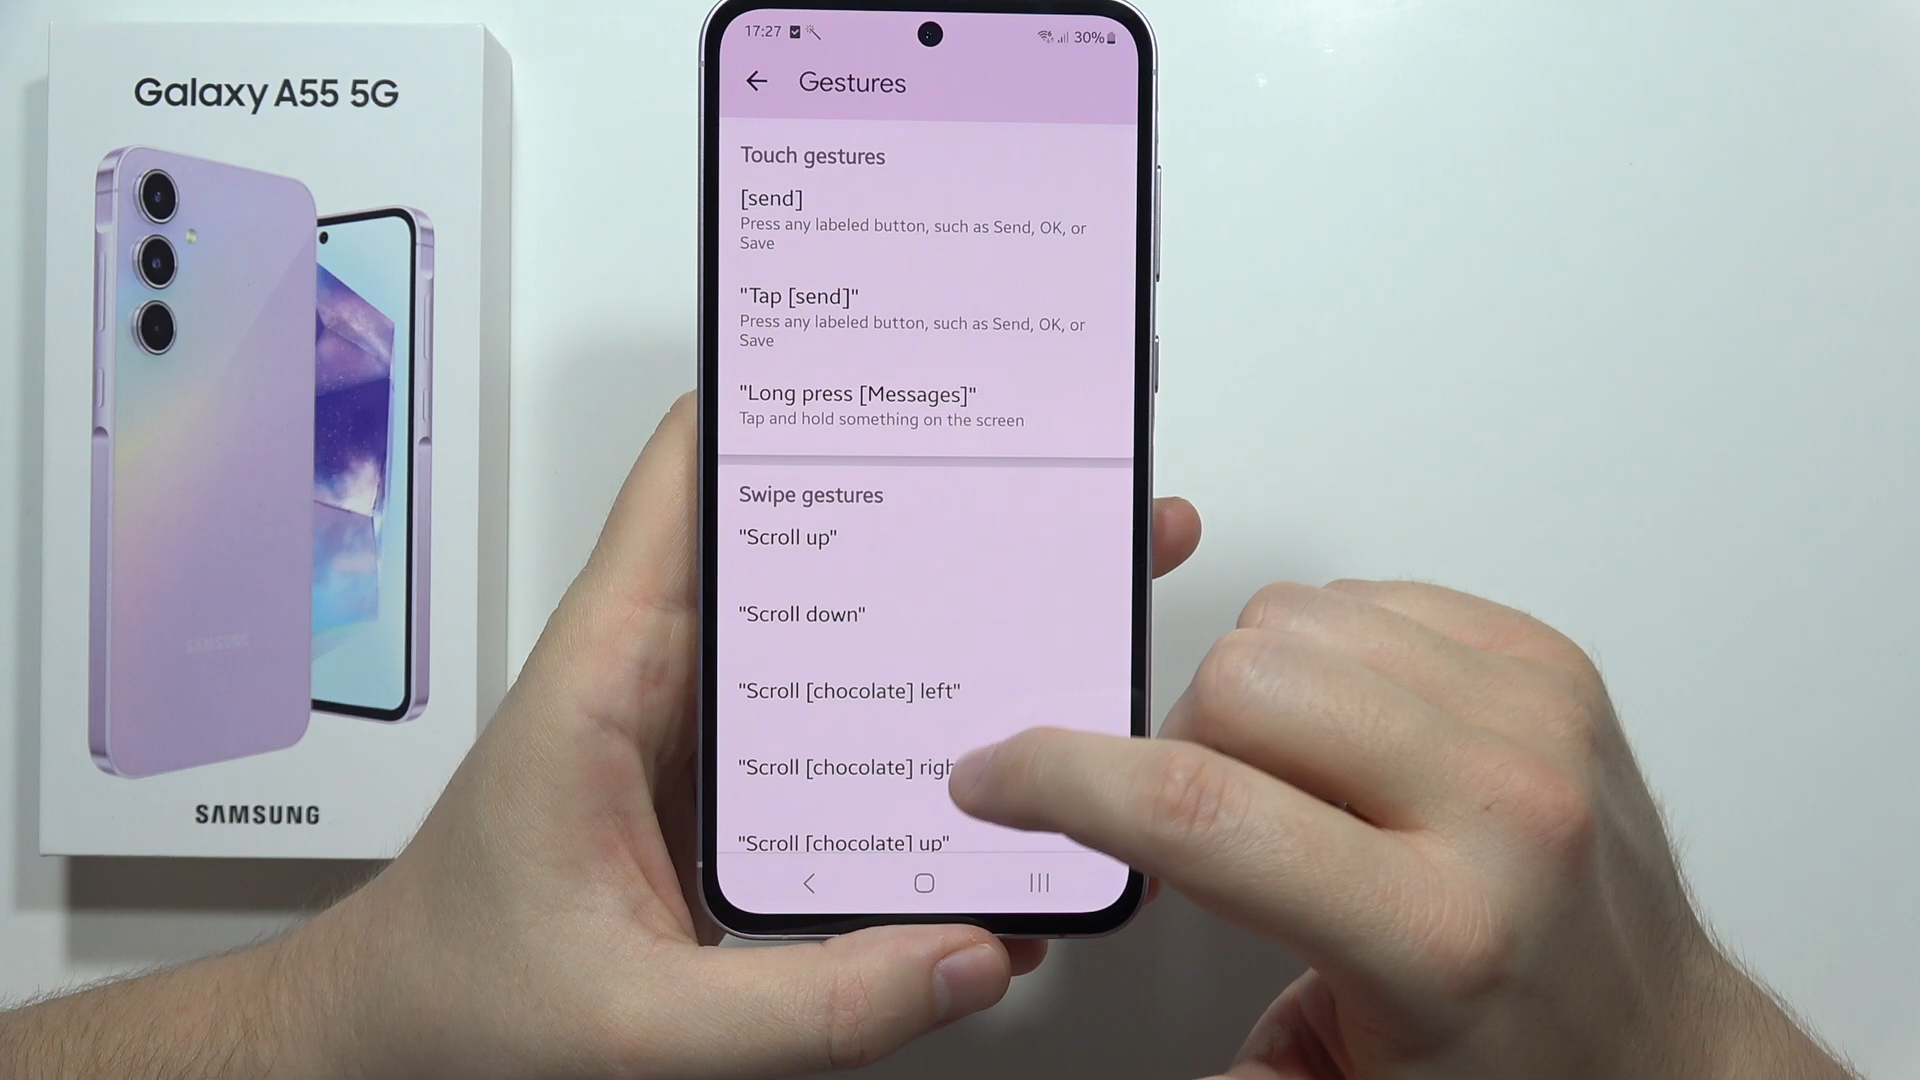 Galaxy A55 5G
SAMSUNG
SAMSUNG
17:27
30%
Gestures
Touch gestures
[send]
Press any labeled button, such as Send, OK, or
Save
"Tap [send]"
Press any labeled button, such as Send, OK, or
Save
"Long press [Messages]"
Tap and hold something on the screen
Swipe gestures
"Scroll up"
"Scroll down"
"Scroll [chocolate] left"
"Scroll [chocolate] righ
"Scroll [chocolate] up"